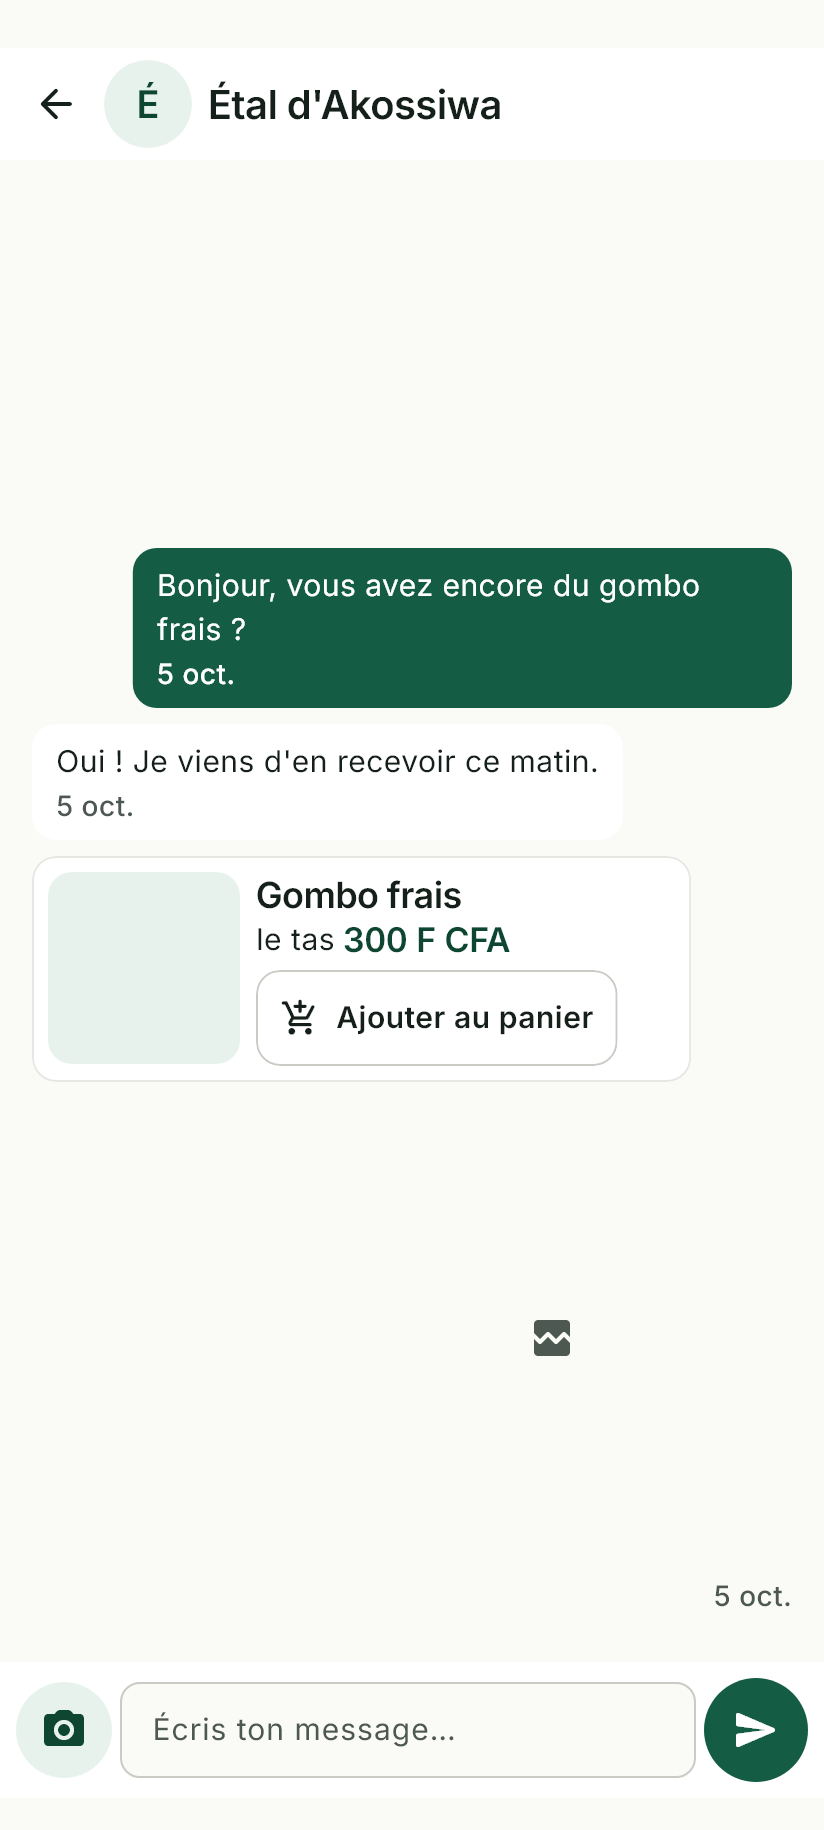 É
Étal d'Akossiwa
Bonjour, vous avez encore du gombo
frais ?
5 oct.
Oui ! Je viens d'en recevoir ce matin.
5 oct.
Gombo frais
le tas 300 F CFA
Ajouter au panier
5 oct.
Écris ton message...